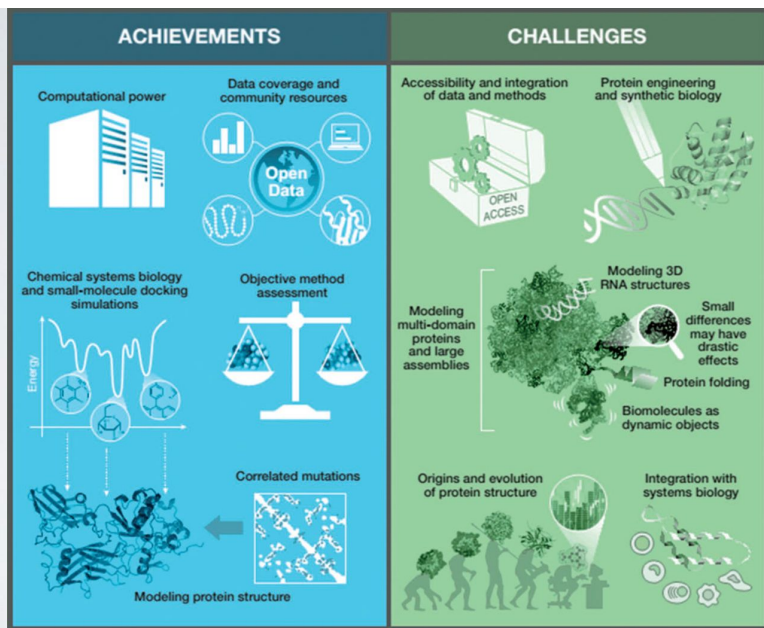 ACHIEVEMENTS
Computational power
Data coverage and
community resources
Open
Data
Chemical systems biology
and small-molecule docking
simulations
Energy
Objective method
assessment
Correlated mutations
Modeling protein structure
CHALLENGES
Accessibility and integration
of data and methods
OPEN
ACCESS
Protein engineering
and synthetic biology
Modeling
multi-domain
proteins
and large
assemblies
Modeling 3D
RNA structures
Small
differences
may have
drastic
effects
Protein folding
Biomolecules as
dynamic objects
Origins and evolution
of protein structure
Integration with
systems biology